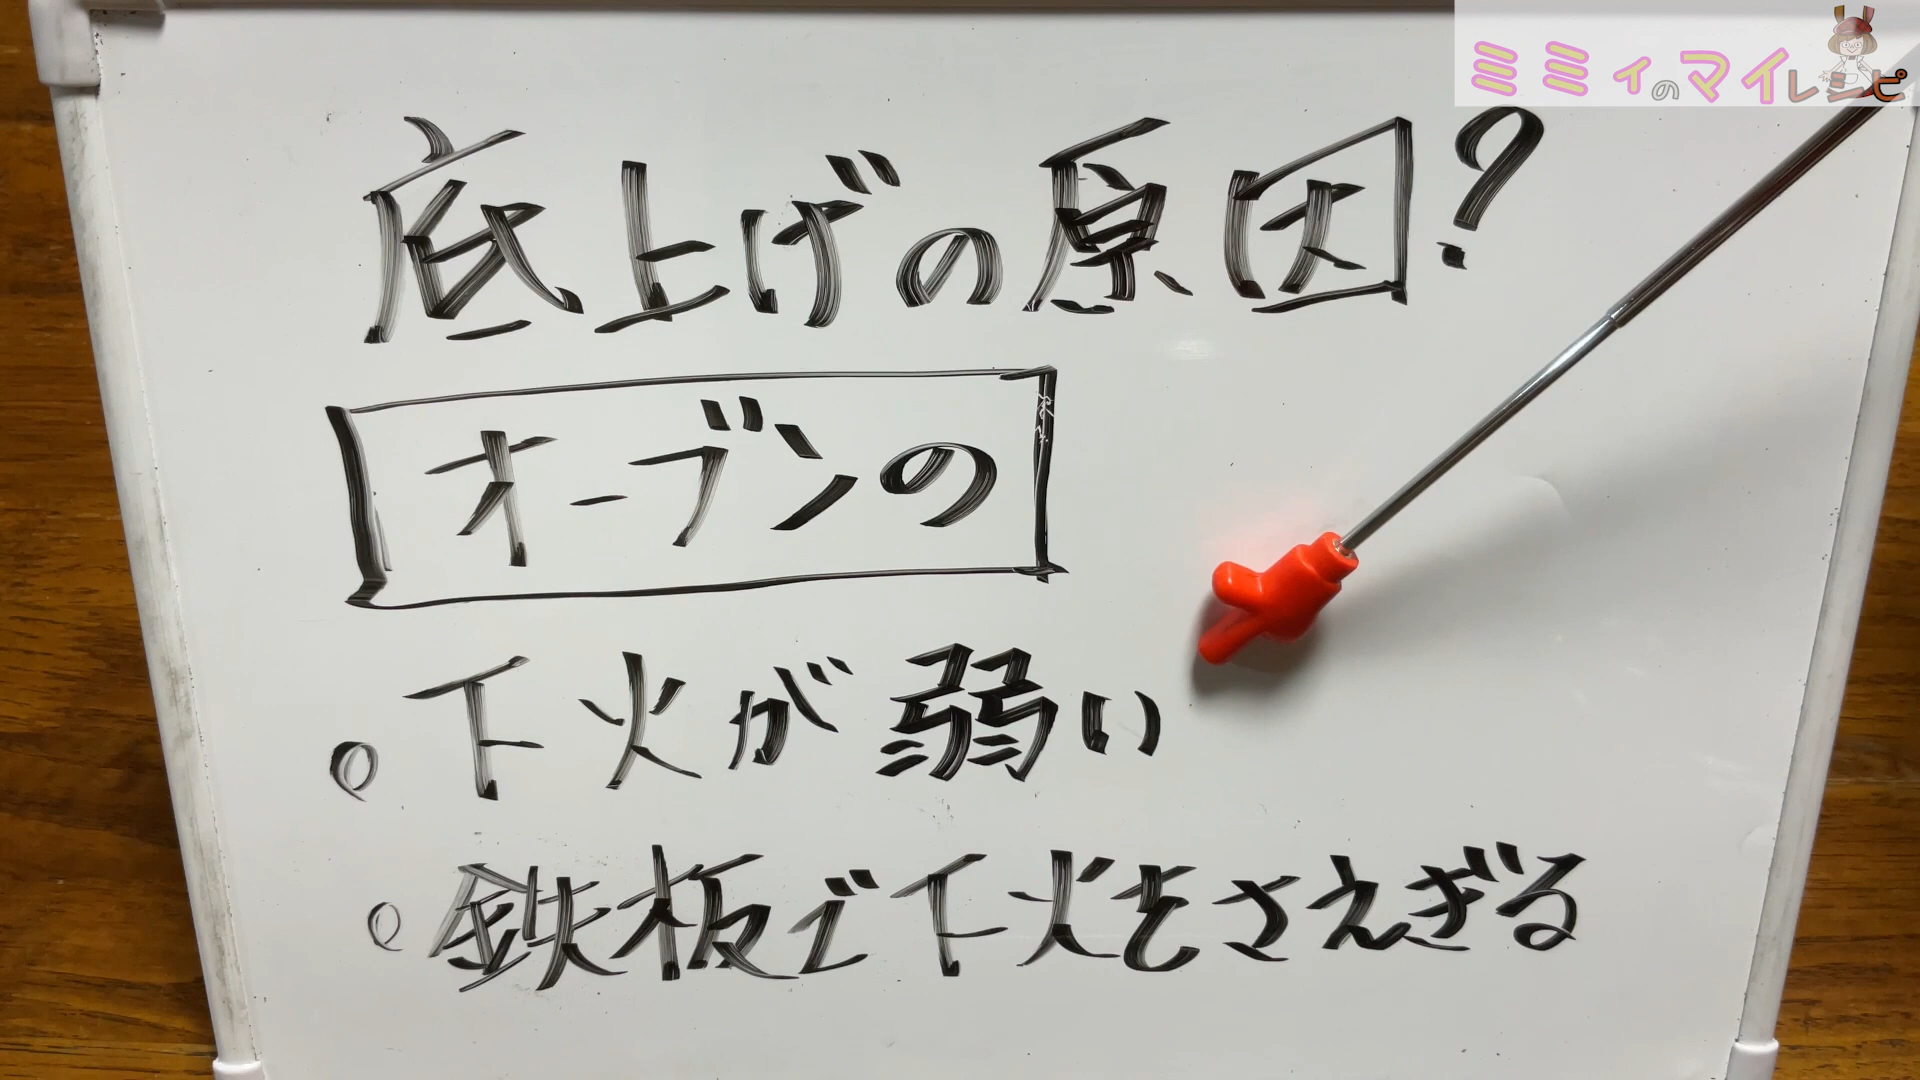 ミミィのマイレシピ
底上げの原因?
オーブンの
。下火が弱い
。鉄板で下火をさえぎる